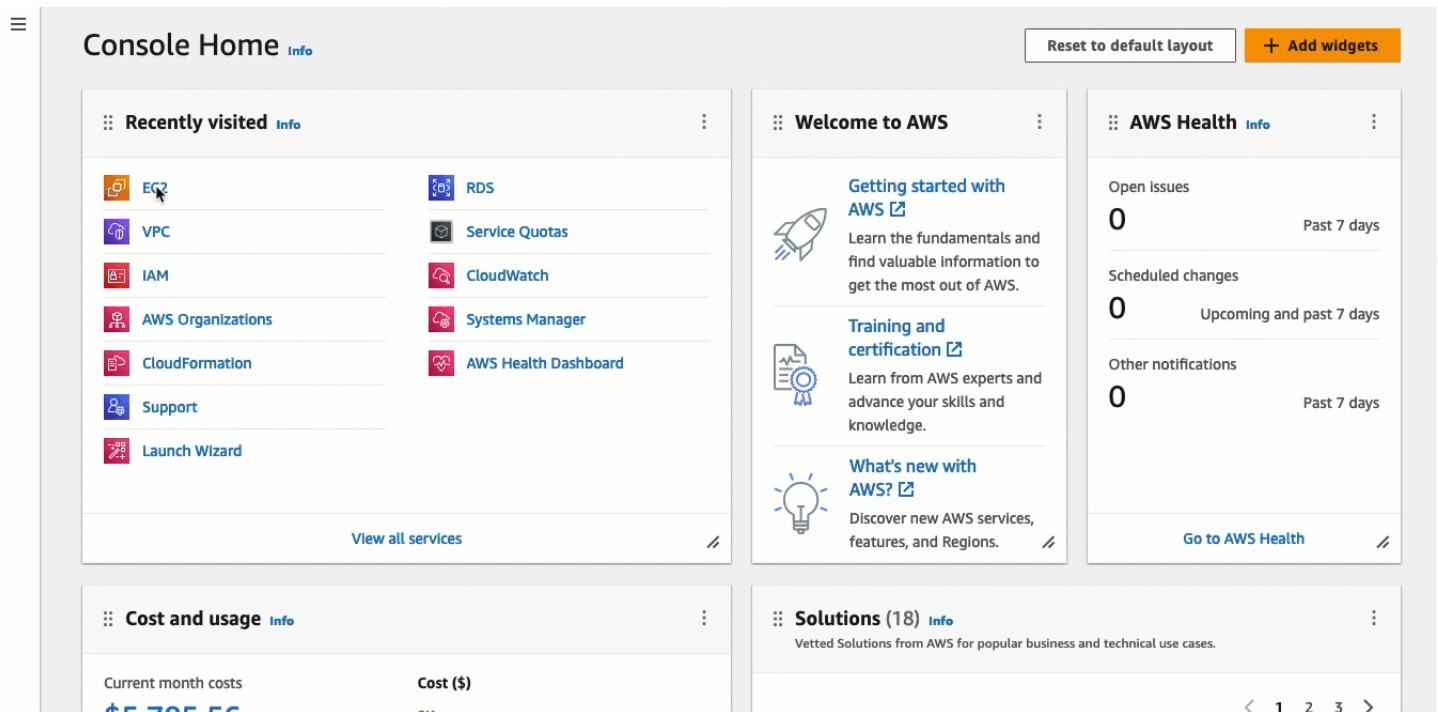 Console Home Info
Reset to default layout
+ Add widgets
Recently visited Info
EC2
VPC
IAM
AWS Organizations
CloudFormation
Support
Launch Wizard
RDS
Service Quotas
CloudWatch
Systems Manager
AWS Health Dashboard
View all services
Welcome to AWS
Getting started with
AWS
Learn the fundamentals and
find valuable information to
get the most out of AWS.
Training and
certification
Learn from AWS experts and
advance your skills and
knowledge.
What's new with
AWS?
Discover new AWS services,
features, and Regions.
AWS Health Info
Open issues
0 Past 7 days
Scheduled changes
0 Upcoming and past 7 days
Other notifications
0 Past 7 days
Go to AWS Health
Cost and usage Info
Current month costs
Cost ($)
Solutions (18) Info
Vetted Solutions from AWS for popular business and technical use cases.
1 2 3